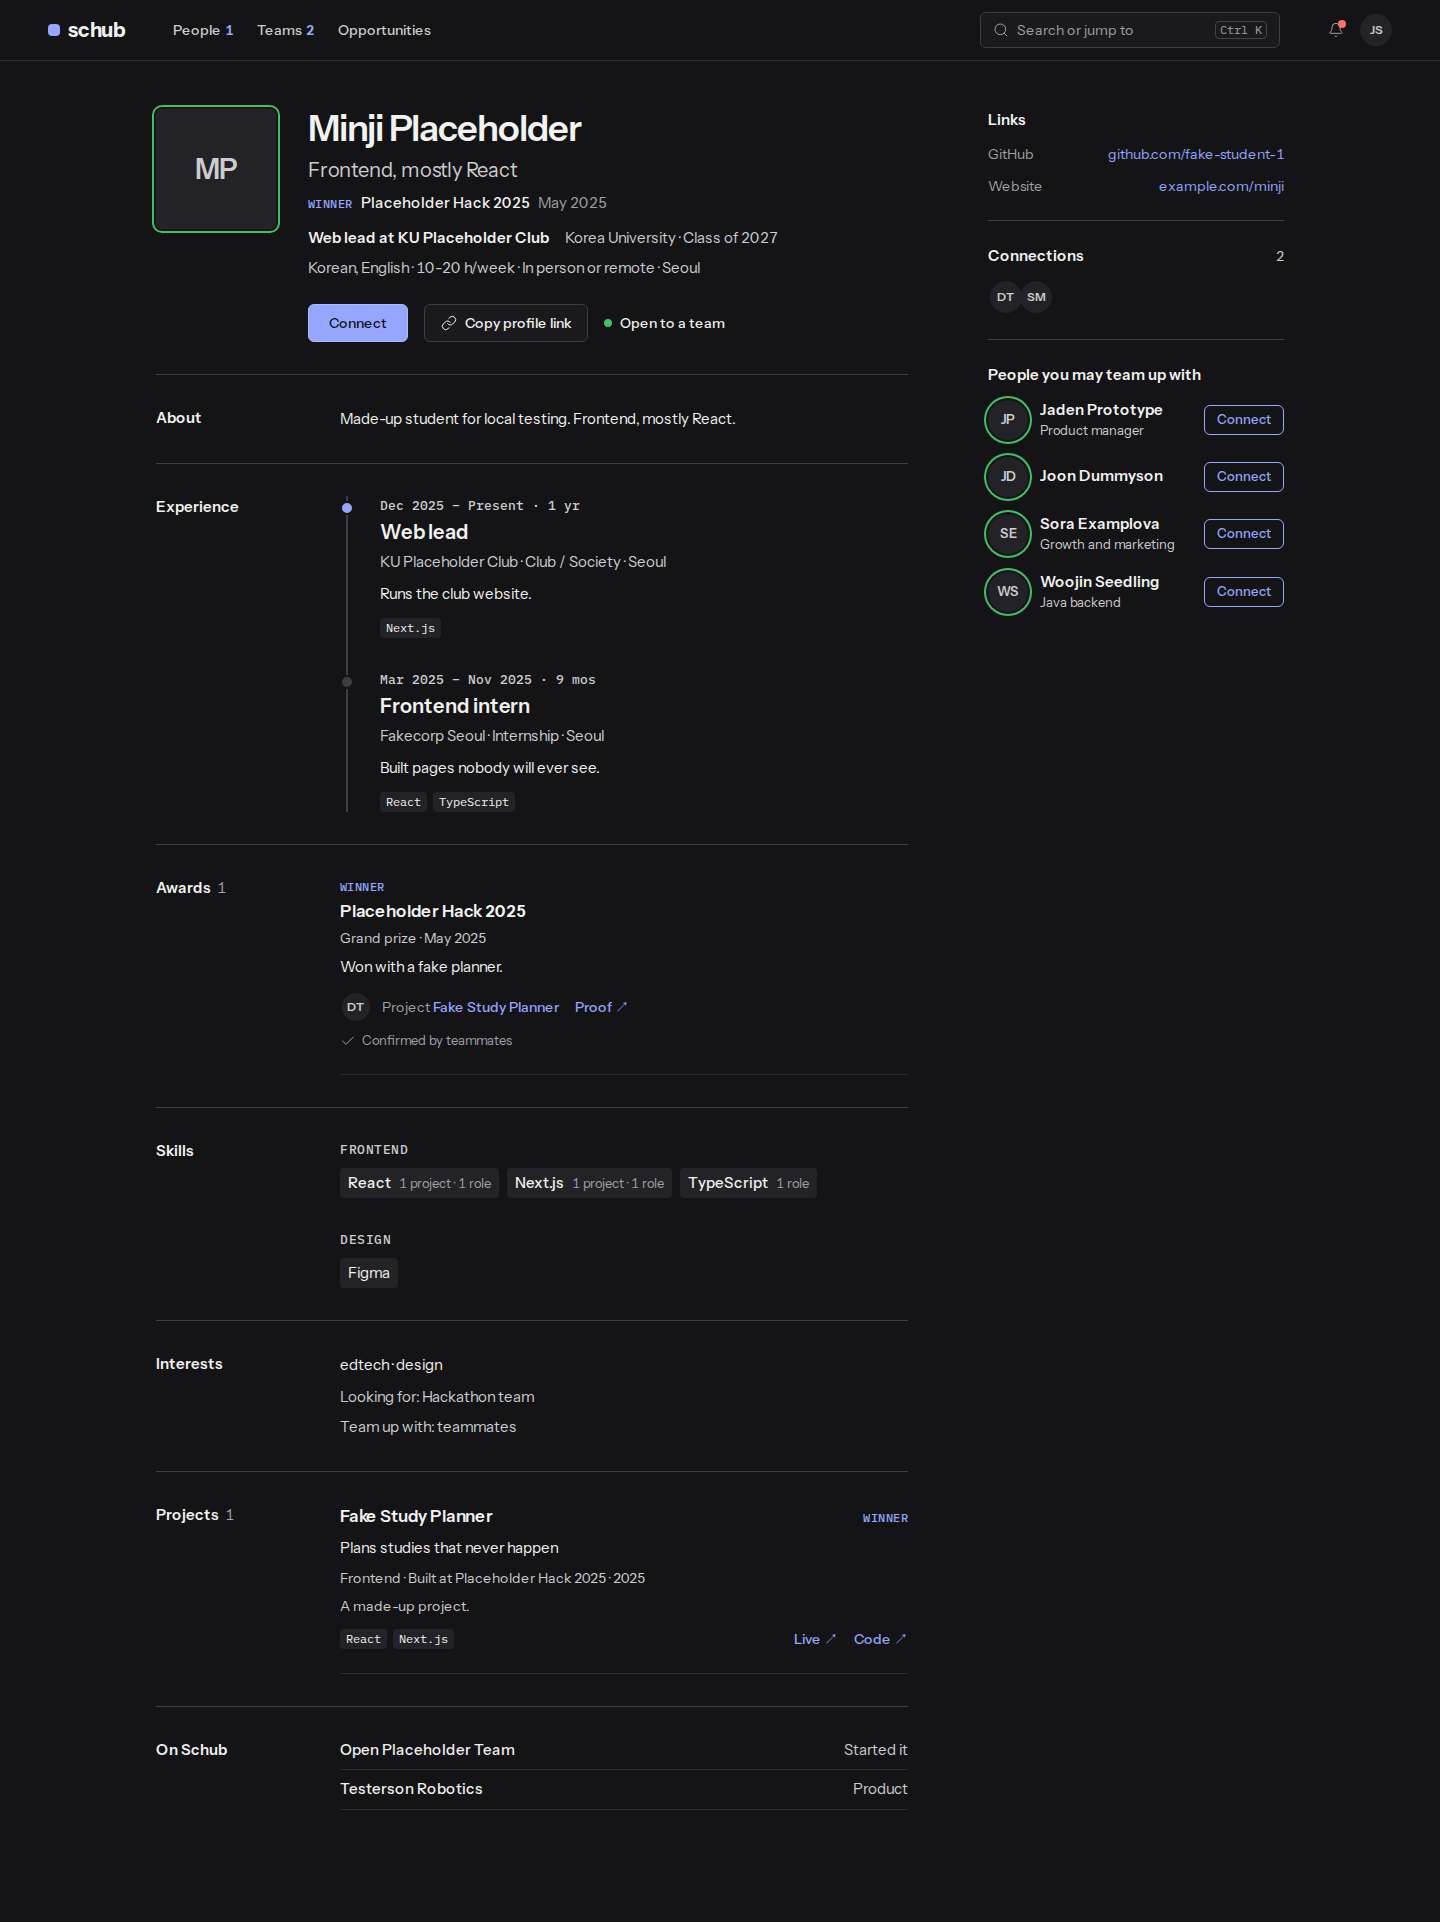 schub People 1 Teams 2 Opportunities Search or jump to Ctrl K JS
MP
Minji Placeholder
Frontend, mostly React
WINNER Placeholder Hack 2025 May 2025
Web lead at KU Placeholder Club Korea University · Class of 2027
Korean, English · 10-20 h/week · In person or remote · Seoul
Connect Copy profile link Open to a team
About Made-up student for local testing. Frontend, mostly React.
Experience
Dec 2025 – Present · 1 yr
Web lead
KU Placeholder Club · Club / Society · Seoul
Runs the club website.
Next.js
Mar 2025 – Nov 2025 · 9 mos
Frontend intern
Fakecorp Seoul · Internship · Seoul
Built pages nobody will ever see.
React TypeScript
Awards 1
WINNER
Placeholder Hack 2025
Grand prize · May 2025
Won with a fake planner.
DT Project Fake Study Planner Proof ↗
Confirmed by teammates
Skills
FRONTEND
React 1 project · 1 role Next.js 1 project · 1 role TypeScript 1 role
DESIGN
Figma
Interests
edtech · design
Looking for: Hackathon team
Team up with: teammates
Projects 1
Fake Study Planner WINNER
Plans studies that never happen
Frontend · Built at Placeholder Hack 2025 · 2025
A made-up project.
React Next.js Live ↗ Code ↗
On Schub
Open Placeholder Team Started it
Testerson Robotics Product
Links
GitHub github.com/fake-student-1
Website example.com/minji
Connections 2
DT SM
People you may team up with
JP Jaden Prototype Connect
Product manager
JD Joon Dummyson Connect
SE Sora Examplova Connect
Growth and marketing
WS Woojin Seedling Connect
Java backend